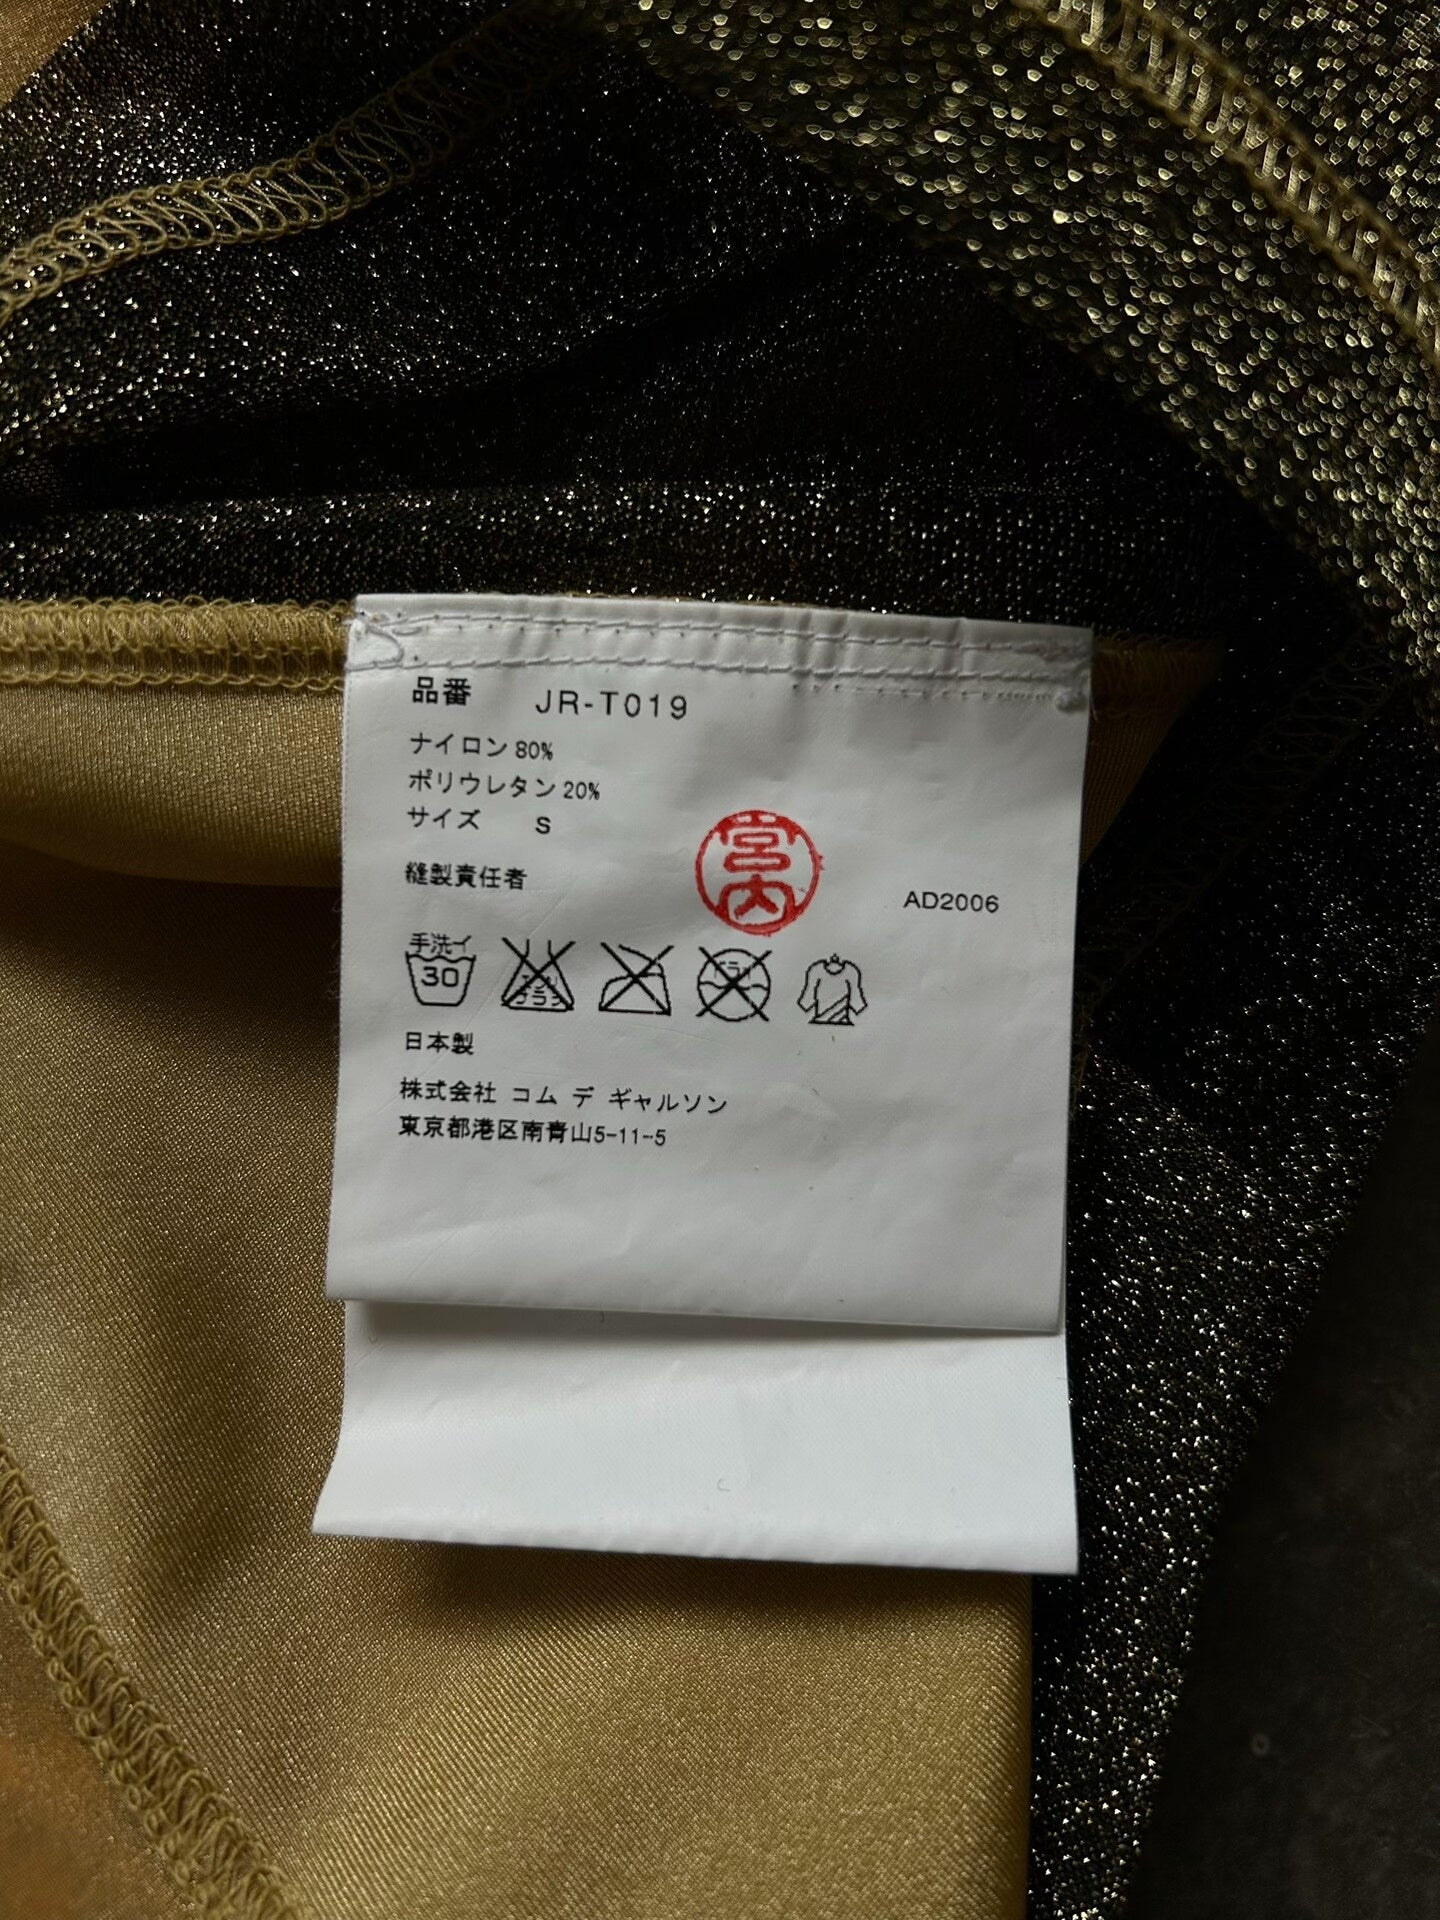 品番 JR-T019
ナイロン 80%
ポリウレタン 20%
サイズ S
宮内
縫製責任者
AD2006
手洗イ
30
日本製
株式会社 コム デ ギャルソン
東京都港区南青山5-11-5